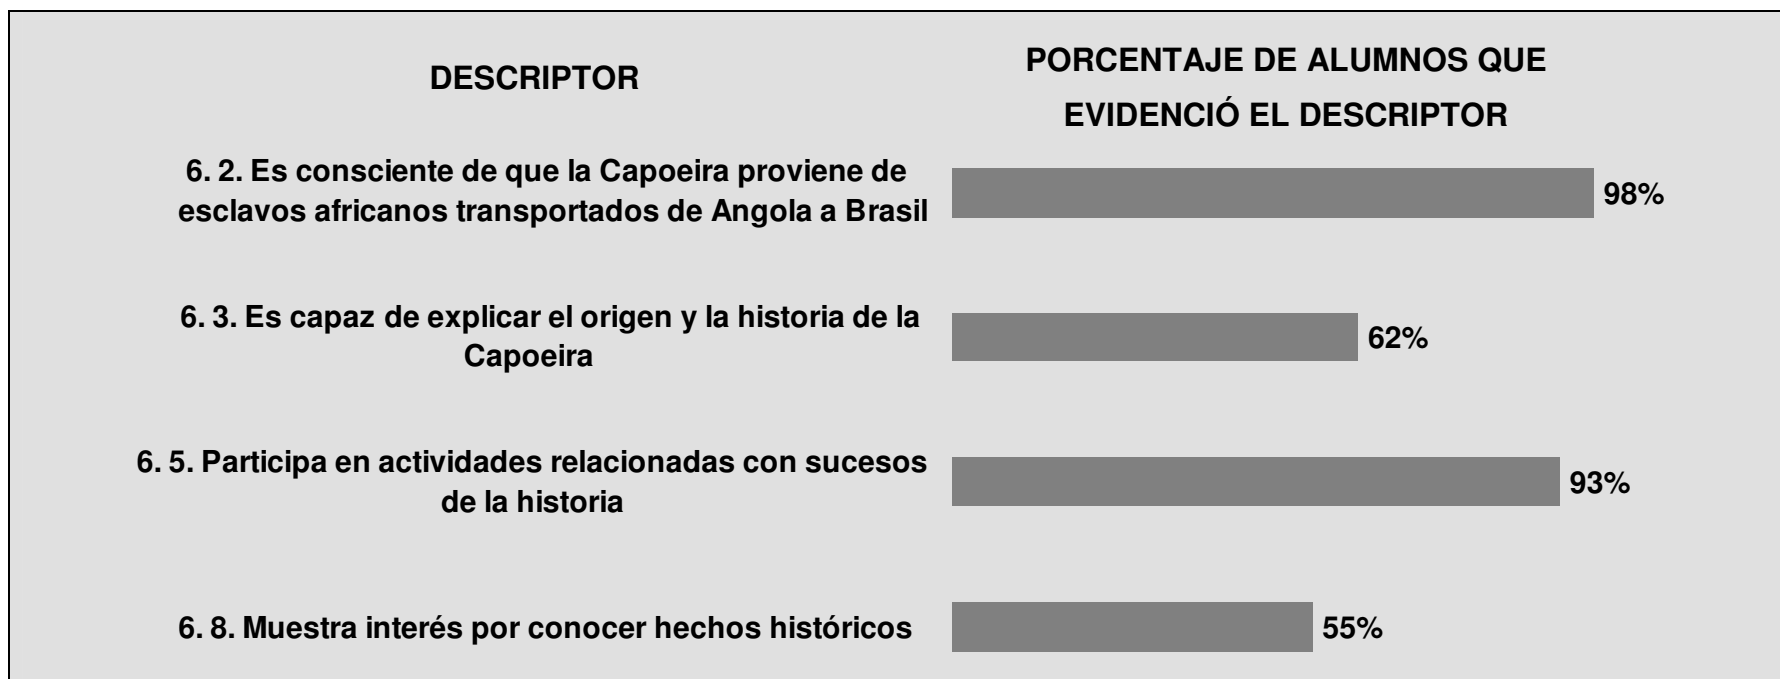 DESCRIPTOR
PORCENTAJE DE ALUMNOS QUE
EVIDENCIÓ EL DESCRIPTOR
6. 2. Es consciente de que la Capoeira proviene de
esclavos africanos transportados de Angola a Brasil
98%
6. 3. Es capaz de explicar el origen y la historia de la
Capoeira
62%
6. 5. Participa en actividades relacionadas con sucesos
de la historia
93%
6. 8. Muestra interés por conocer hechos históricos
55%